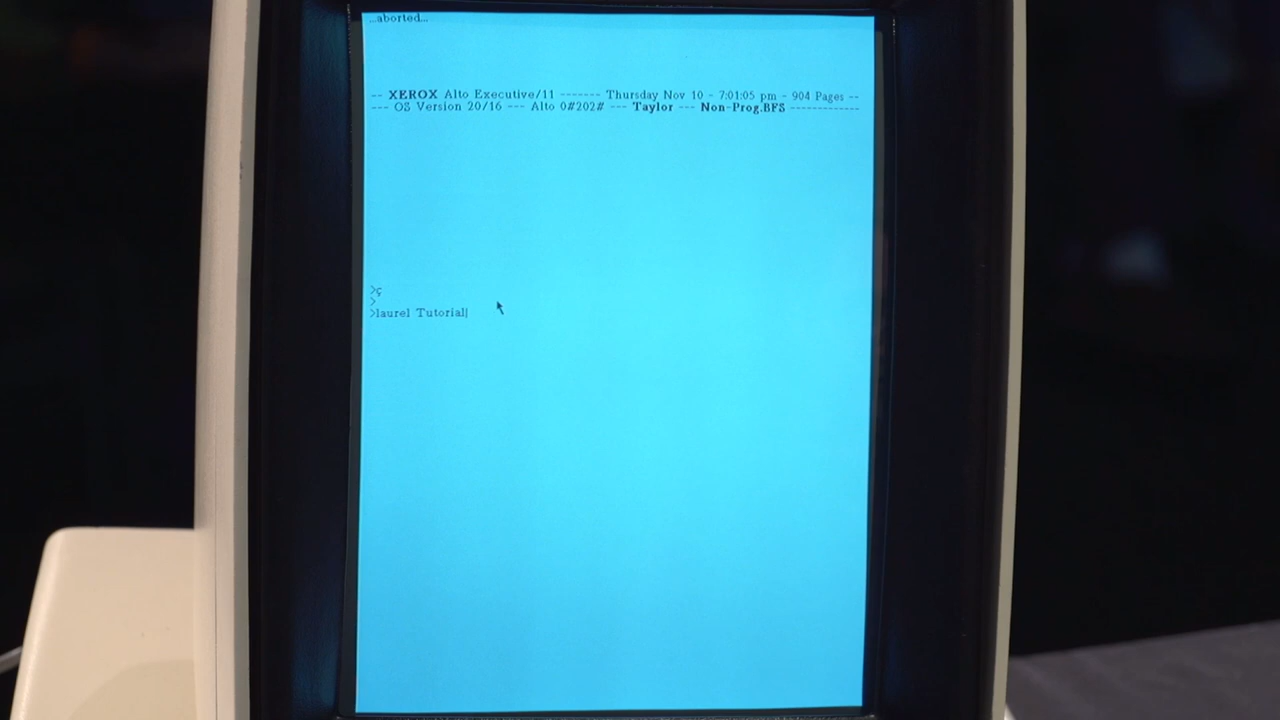 ...aborted...
-- XEROX Alto Executive/11 ------- Thursday Nov 10 - 7:01:05 pm - 904 Pages --
--- OS Version 20/16 --- Alto 0#202# --- Taylor --- Non-Prog.BFS ------------
>ç
>
>laurel Tutorial|